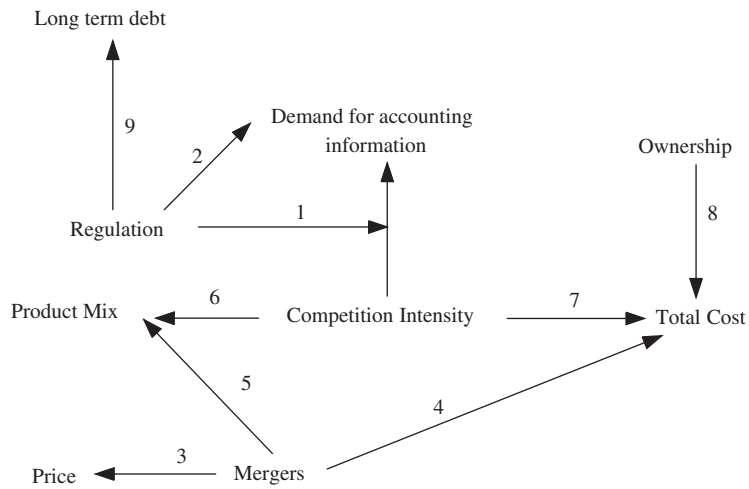 Long term debt
9
2
Demand for accounting
information
Ownership
1
8
Regulation
Product Mix
6
Competition Intensity
7
Total Cost
5
4
3
Price
Mergers